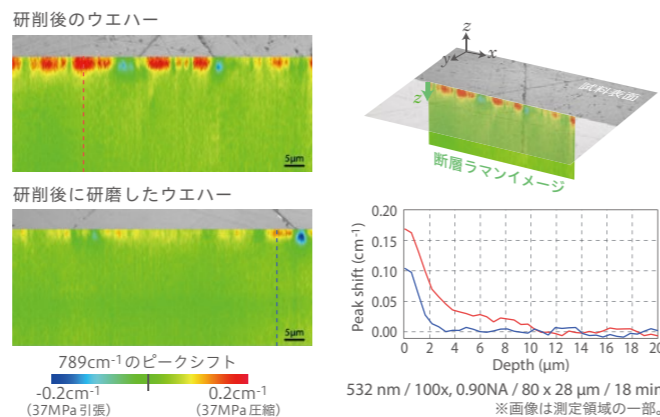 研削後のウエハー
5μm
研削後に研磨したウエハー
5μm
789cm-1のピークシフト
-0.2cm-1
0.2cm-1
(37MPa 引張)
(37MPa 圧縮)
z
x
y
試料表面
z
断層ラマンイメージ
Peak shift (cm-1)
0.20
0.15
0.10
0.05
0.00
0 2 4 6 8 10 12 14 16 18 20
Depth (μm)
532 nm / 100x, 0.90NA / 80 x 28 μm / 18 min
※画像は測定領域の一部。